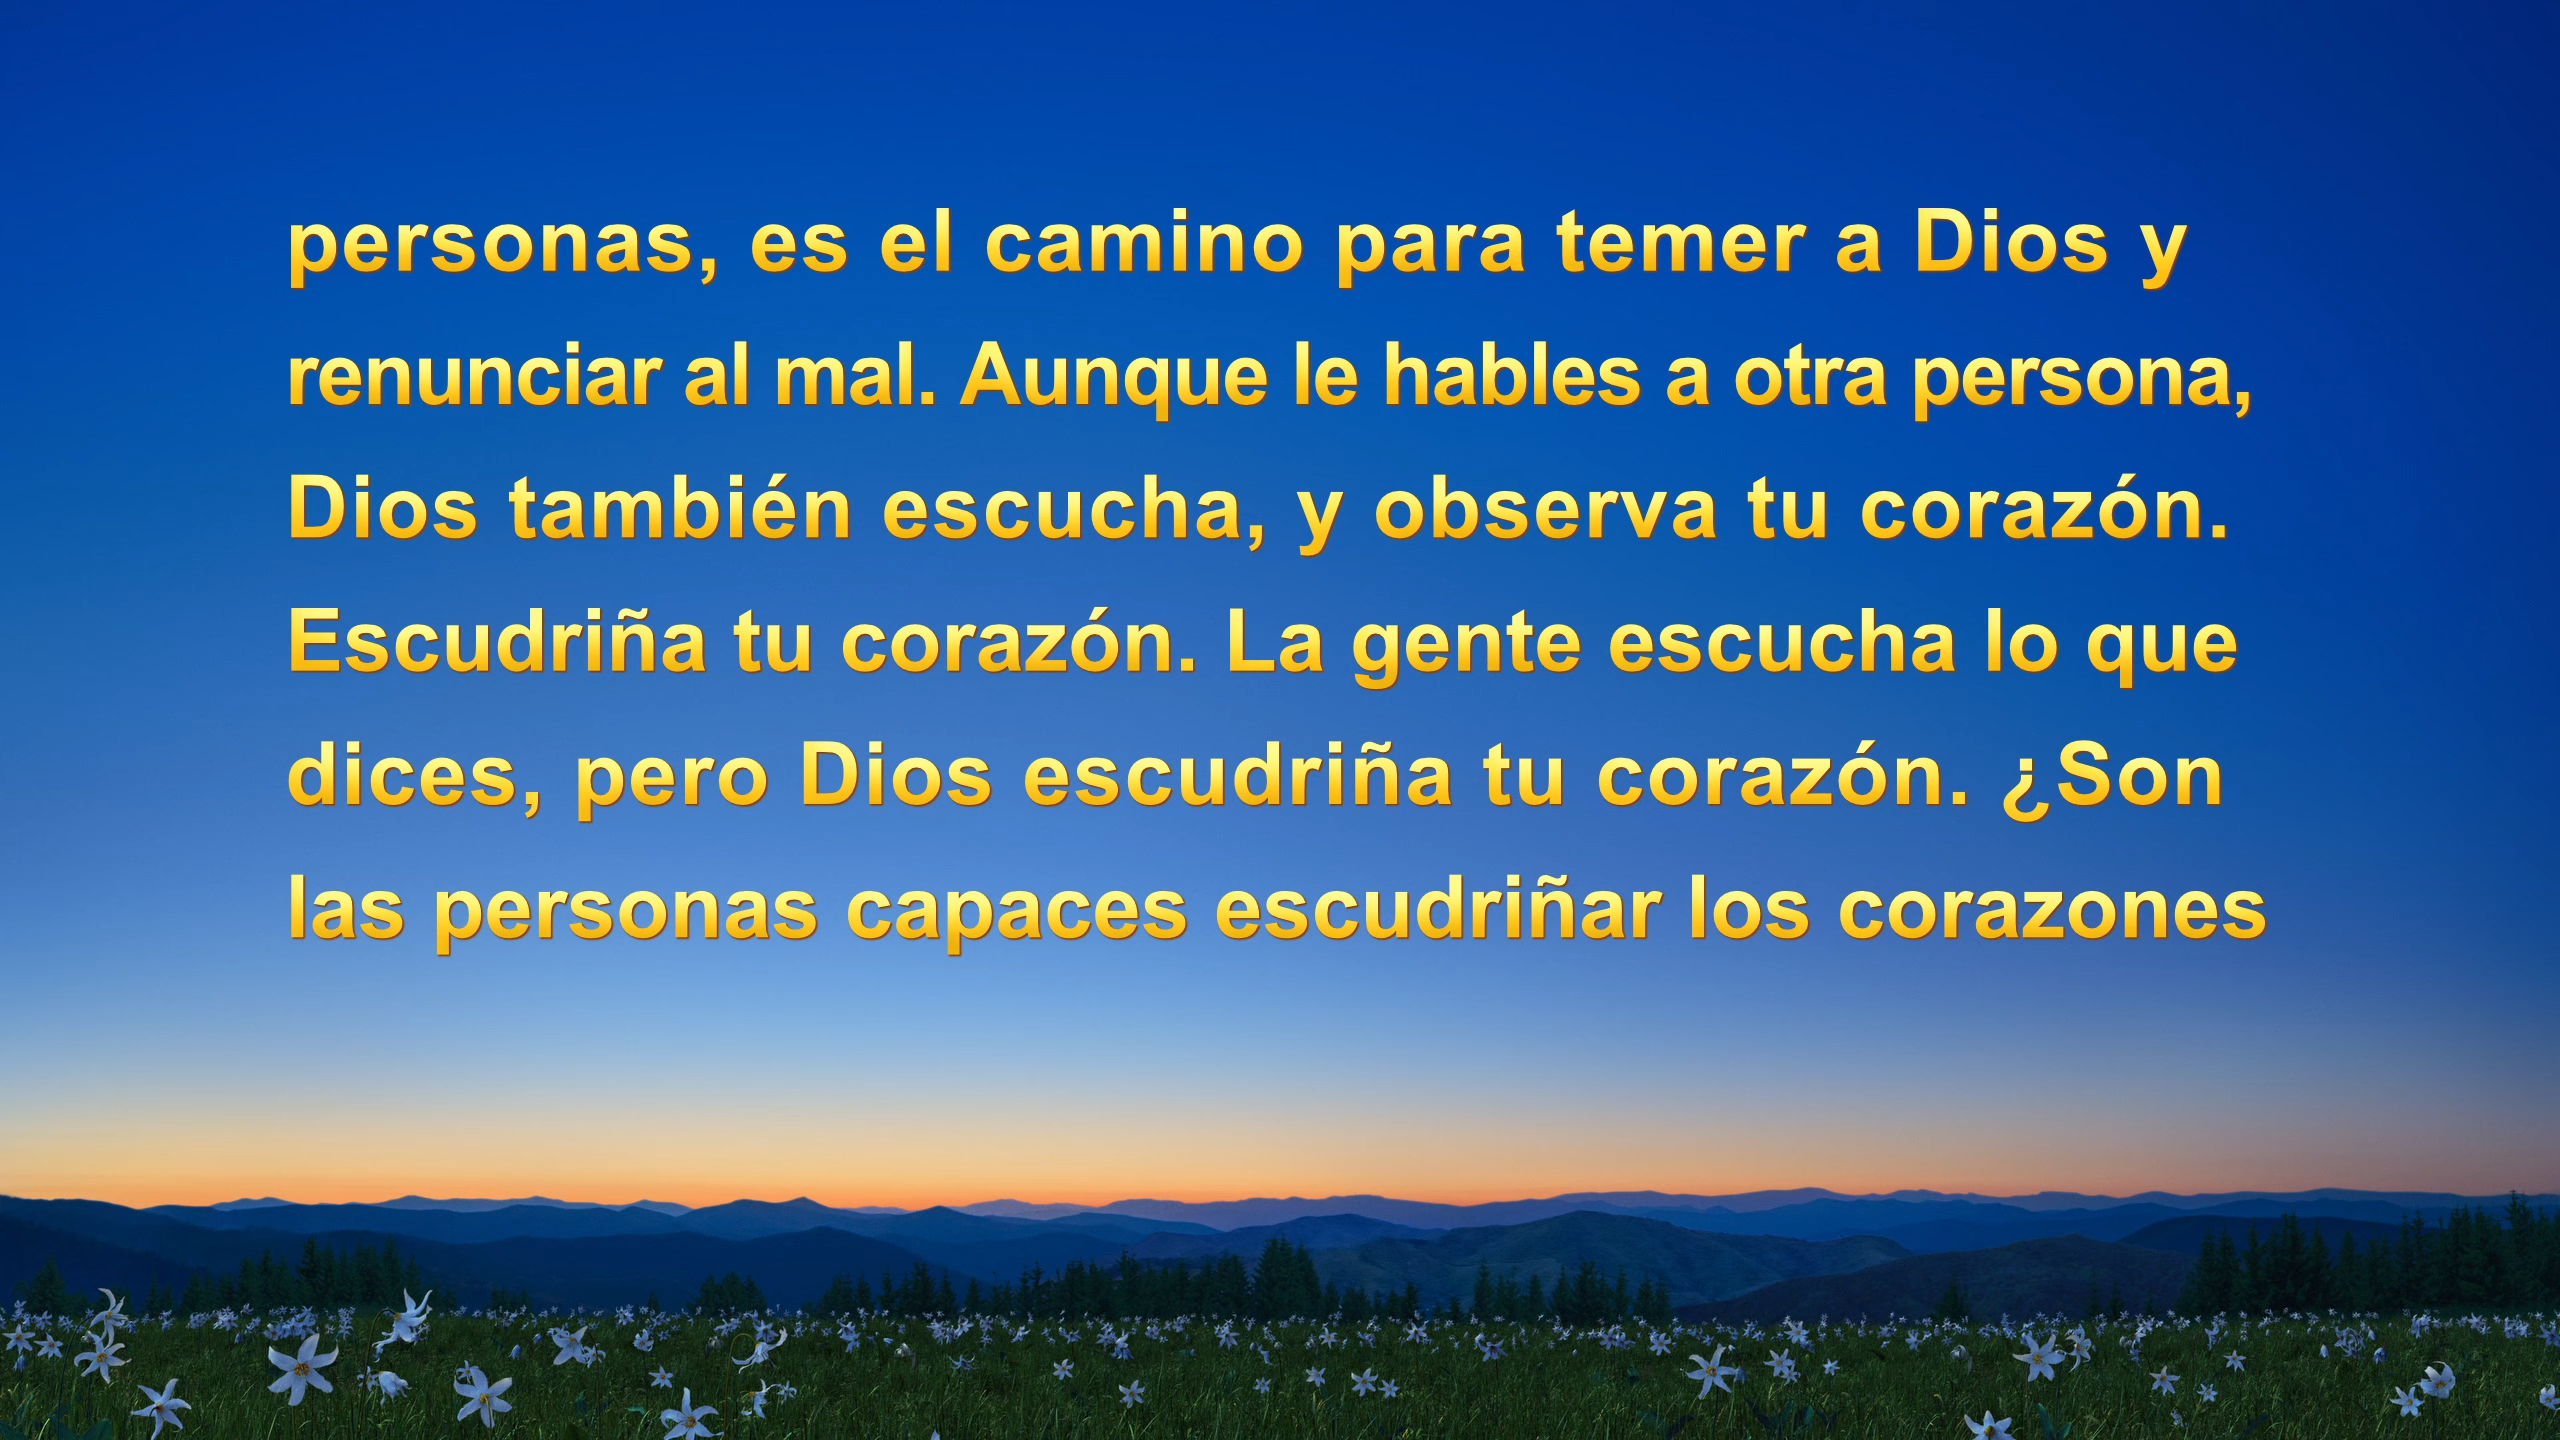 personas, es el camino para temer a Dios y
renunciar al mal. Aunque le hables a otra persona,
Dios también escucha, y observa tu corazón.
Escudriña tu corazón. La gente escucha lo que
dices, pero Dios escudriña tu corazón. ¿Son
las personas capaces escudriñar los corazones